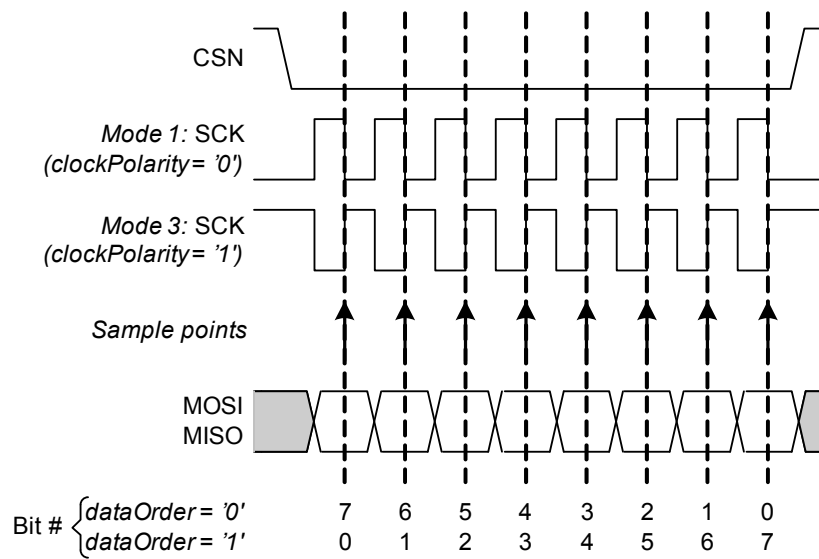 CSN
Mode 1: SCK
(clockPolarity= '0')
Mode 3: SCK
(clockPolarity= '1')
Sample points
MOSI
MISO
Bit # dataOrder = '0' 7 6 5 4 3 2 1 0
dataOrder = '1' 0 1 2 3 4 5 6 7